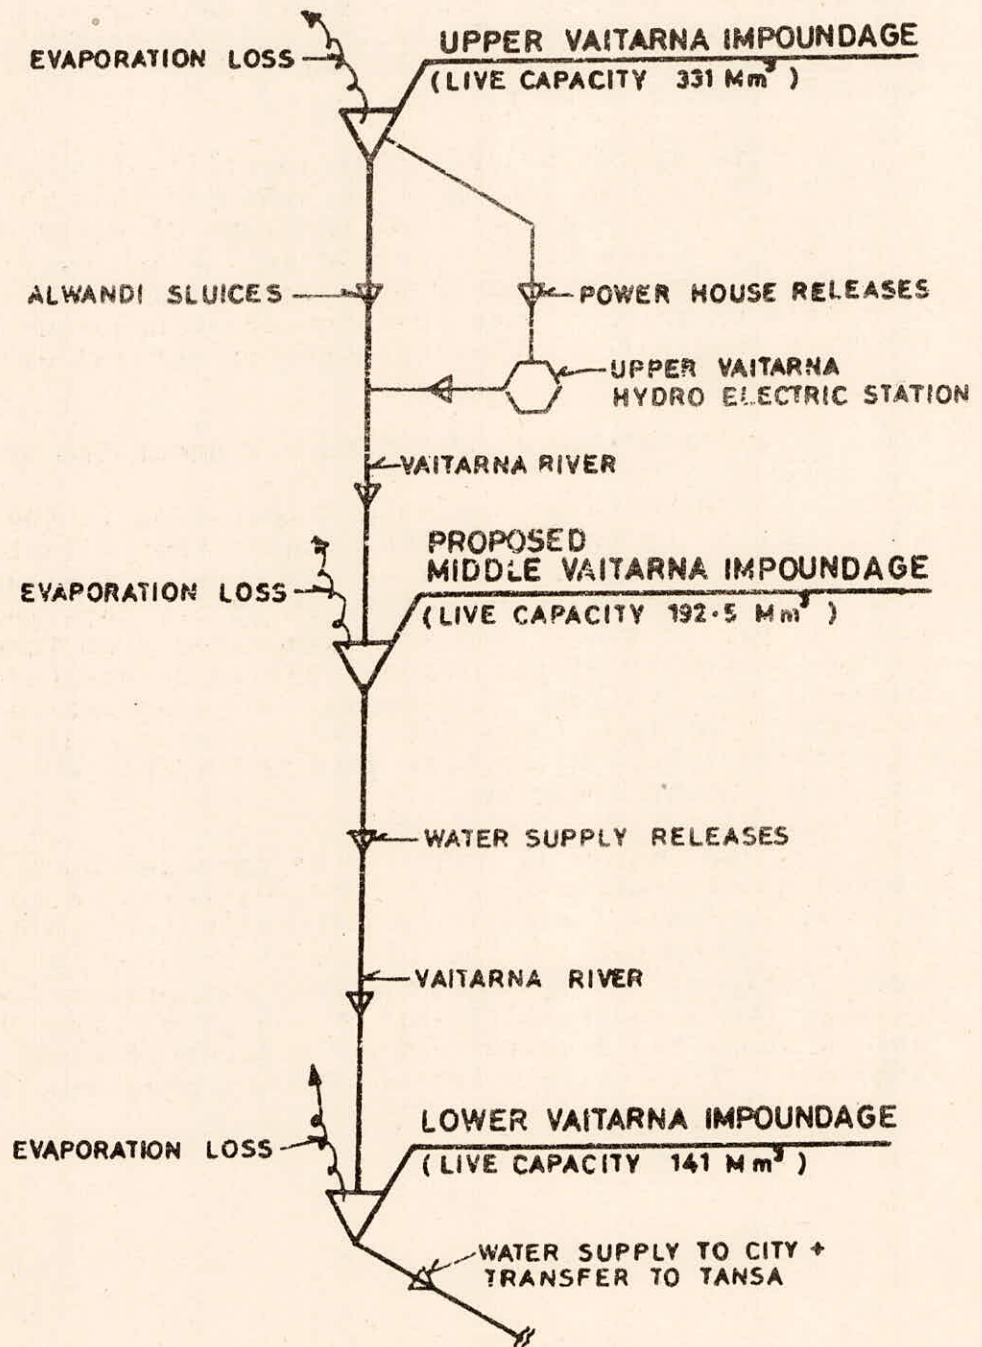 EVAPORATION LOSS
UPPER VAITARNA IMPOUNDAGE
(LIVE CAPACITY 331 Mm³)
ALWANDI SLUICES
POWER HOUSE RELEASES
UPPER VAITARNA
HYDRO ELECTRIC STATION
VAITARNA RIVER
PROPOSED
MIDDLE VAITARNA IMPOUNDAGE
EVAPORATION LOSS
(LIVE CAPACITY 192·5 Mm³)
WATER SUPPLY RELEASES
VAITARNA RIVER
LOWER VAITARNA IMPOUNDAGE
EVAPORATION LOSS
(LIVE CAPACITY 141 Mm³)
WATER SUPPLY TO CITY +
TRANSFER TO TANSA